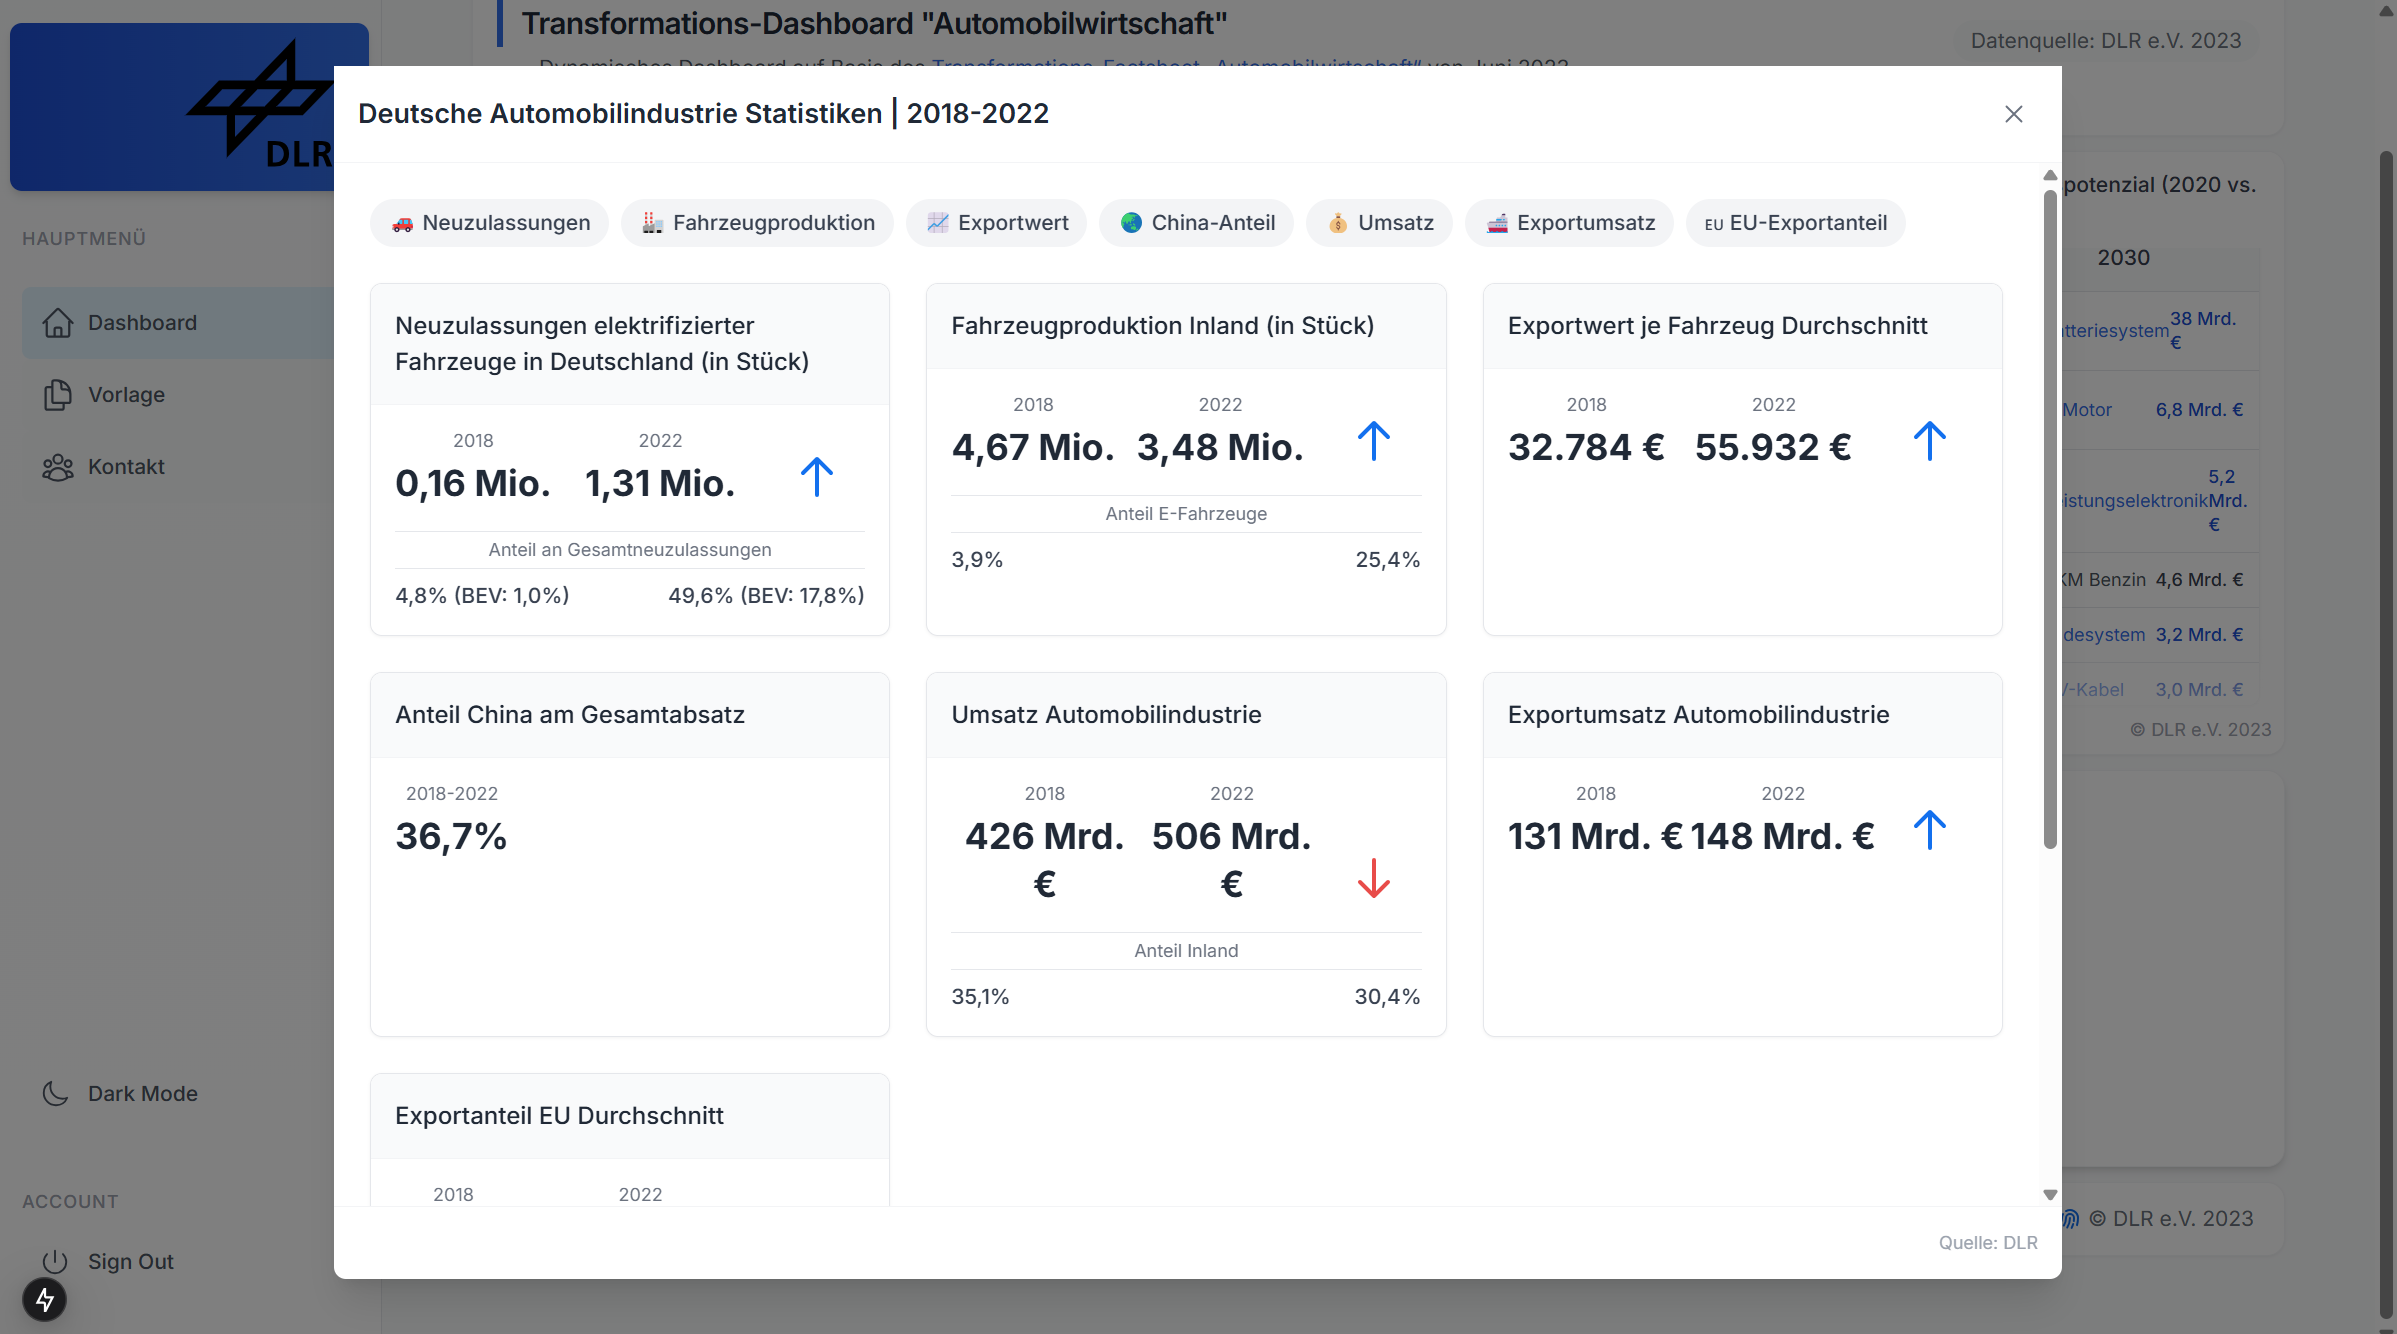 Transformations-Dashboard "Automobilwirtschaft"
Datenquelle: DLR e.V. 2023
DLR
HAUPTMENÜ
Dashboard
Vorlage
Kontakt
Dark Mode
ACCOUNT
Sign Out
Deutsche Automobilindustrie Statistiken | 2018-2022
🚗 Neuzulassungen
🏭 Fahrzeugproduktion
📈 Exportwert
🌏 China-Anteil
💰 Umsatz
🚢 Exportumsatz
EU EU-Exportanteil
Neuzulassungen elektrifizierter
Fahrzeuge in Deutschland (in Stück)
2018 2022
0,16 Mio. 1,31 Mio.
Anteil an Gesamtneuzulassungen
4,8% (BEV: 1,0%) 49,6% (BEV: 17,8%)
Fahrzeugproduktion Inland (in Stück)
2018 2022
4,67 Mio. 3,48 Mio.
Anteil E-Fahrzeuge
3,9% 25,4%
Exportwert je Fahrzeug Durchschnitt
2018 2022
32.784 € 55.932 €
Anteil China am Gesamtabsatz
2018-2022
36,7%
Umsatz Automobilindustrie
2018 2022
426 Mrd. 506 Mrd.
€ €
Anteil Inland
35,1% 30,4%
Exportumsatz Automobilindustrie
2018 2022
131 Mrd. € 148 Mrd. €
Exportanteil EU Durchschnitt
2018 2022
Quelle: DLR
potenzial (2020 vs.
2030
tteriesystem 38 Mrd.
€
Motor 6,8 Mrd. €
istungselektronik 5,2
Mrd.
€
KM Benzin 4,6 Mrd. €
desystem 3,2 Mrd. €
V-Kabel 3,0 Mrd. €
© DLR e.V. 2023
© DLR e.V. 2023